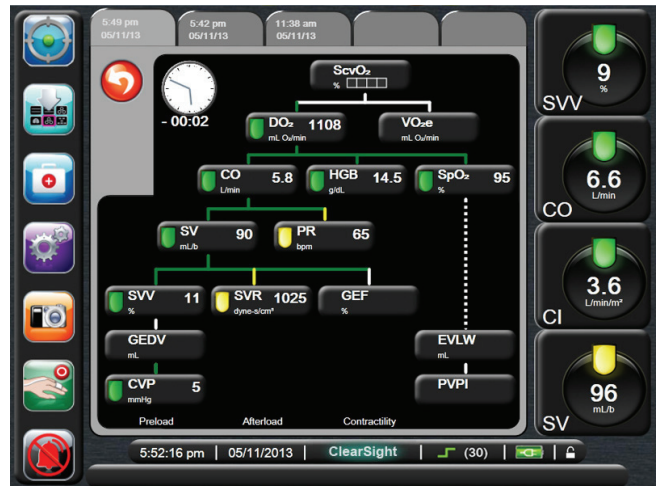 5:49 pm
05/11/13
5:42 pm
05/11/13
11:38 am
05/11/13
- 00:02
ScvO₂
%
DO₂ 1108
mL O₂/min
VO₂e
mL O₂/min
CO 5.8
L/min
HGB 14.5
g/dL
SpO₂ 95
%
SV 90
mL/b
PR 65
bpm
SVV 11
%
SVR 1025
dyne-s/cm⁵
GEF
%
GEDV
mL
EVLW
mL
CVP 5
mmHg
PVPI
Preload Afterload Contractility
9
%
SVV
6.6
L/min
CO
3.6
L/min/m²
CI
96
mL/b
SV
5:52:16 pm | 05/11/2013 | ClearSight | (30)